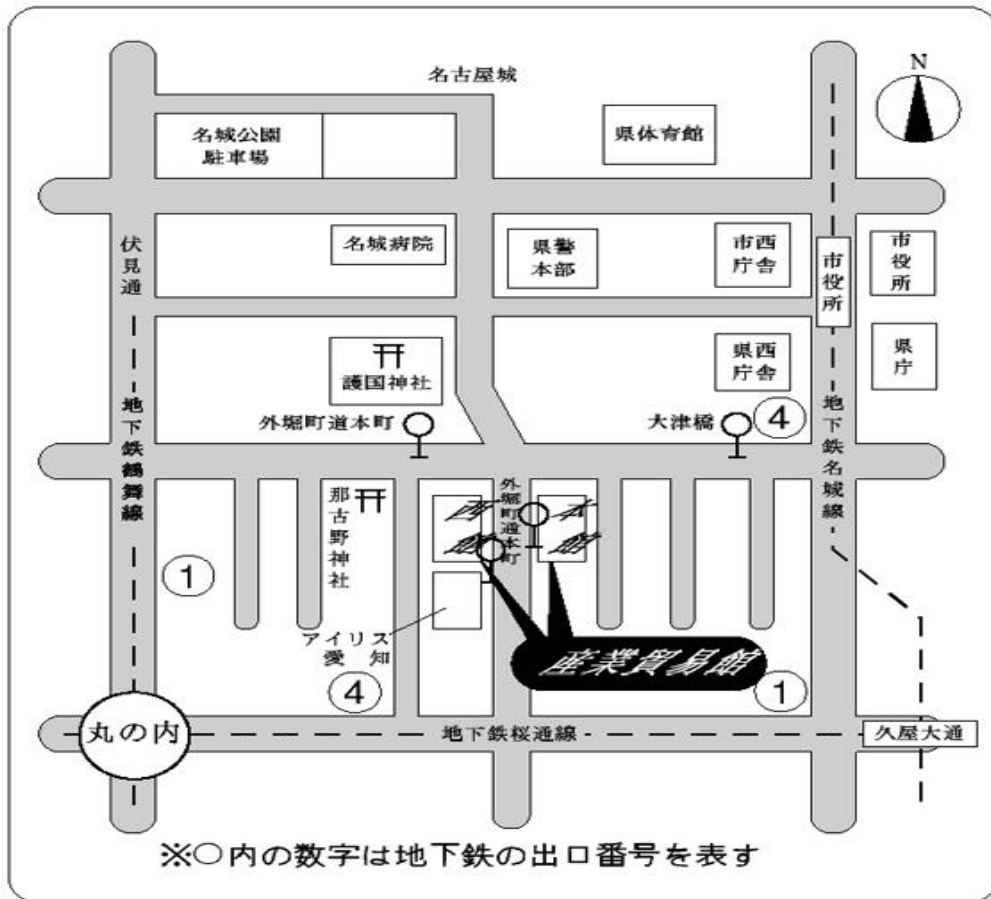 名古屋城
N
名城公園
駐車場
県体育館
伏見通
名城病院
県警
本部
市西
庁舎
市役所
市役所
護国神社
県西
庁舎
県庁
外堀町通本町
大津橋
④
地下鉄鶴舞線
地下鉄名城線
那古野神社
外堀町通本町
西
館
東
館
①
アイリス
愛知
産業貿易館
④
①
丸の内
地下鉄桜通線
久屋大通
※○内の数字は地下鉄の出口番号を表す